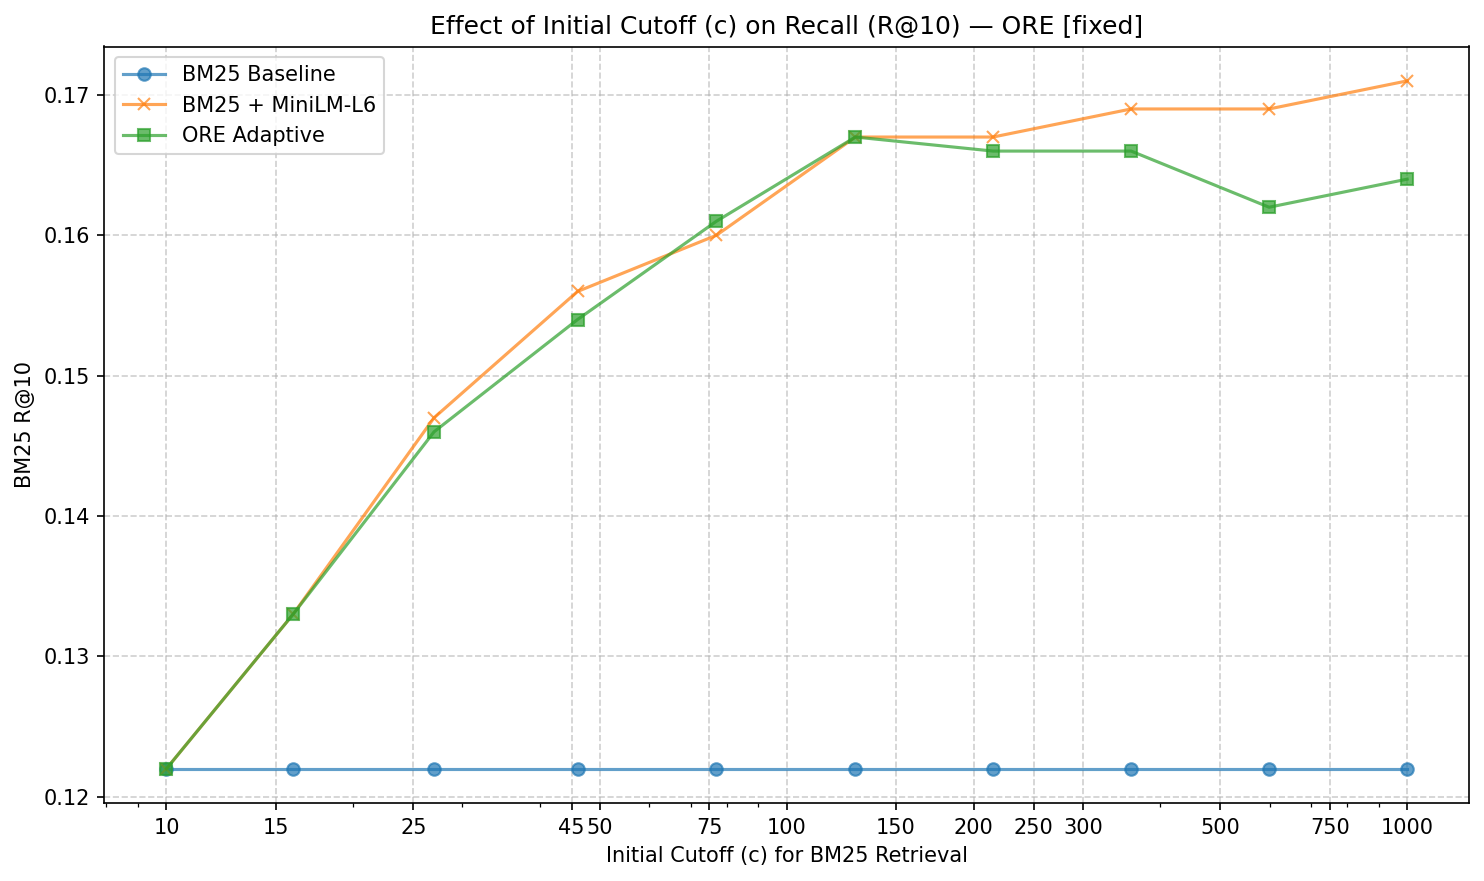 Effect of Initial Cutoff (c) on Recall (R@10) — ORE [fixed]
BM25 Baseline
BM25 + MiniLM-L6
ORE Adaptive
BM25 R@10
0.17
0.16
0.15
0.14
0.13
0.12
10 15 25 45 50 75 100 150 200 250 300 500 750 1000
Initial Cutoff (c) for BM25 Retrieval